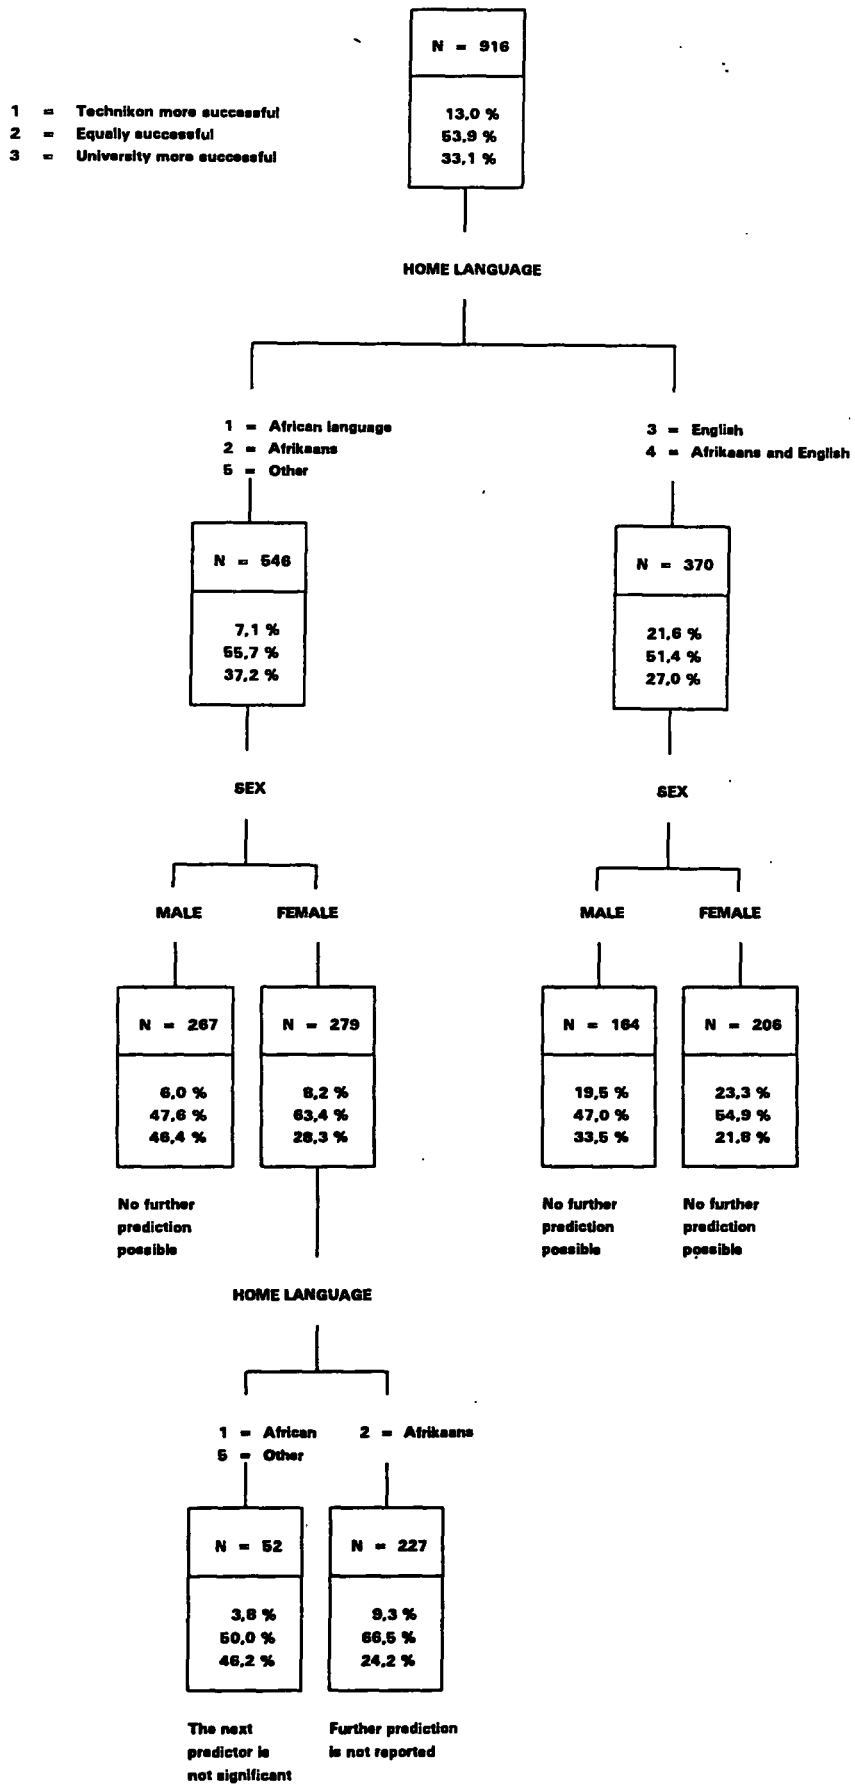 N = 916
13,0 %
53,9 %
33,1 %
1 = Technikon more successful
2 = Equally successful
3 = University more successful
HOME LANGUAGE
1 = African language
2 = Afrikaans
5 = Other
3 = English
4 = Afrikaans and English
N = 546
7,1 %
55,7 %
37,2 %
N = 370
21,6 %
51,4 %
27,0 %
SEX
SEX
MALE
FEMALE
MALE
FEMALE
N = 267
6,0 %
47,6 %
46,4 %
No further
prediction
possible
N = 279
8,2 %
63,4 %
28,3 %
N = 164
19,5 %
47,0 %
33,5 %
No further
prediction
possible
N = 206
23,3 %
54,9 %
21,8 %
No further
prediction
possible
HOME LANGUAGE
1 = African
5 = Other
2 = Afrikaans
N = 52
3,8 %
50,0 %
46,2 %
The next
predictor is
not significant
N = 227
9,3 %
66,5 %
24,2 %
Further prediction
is not reported